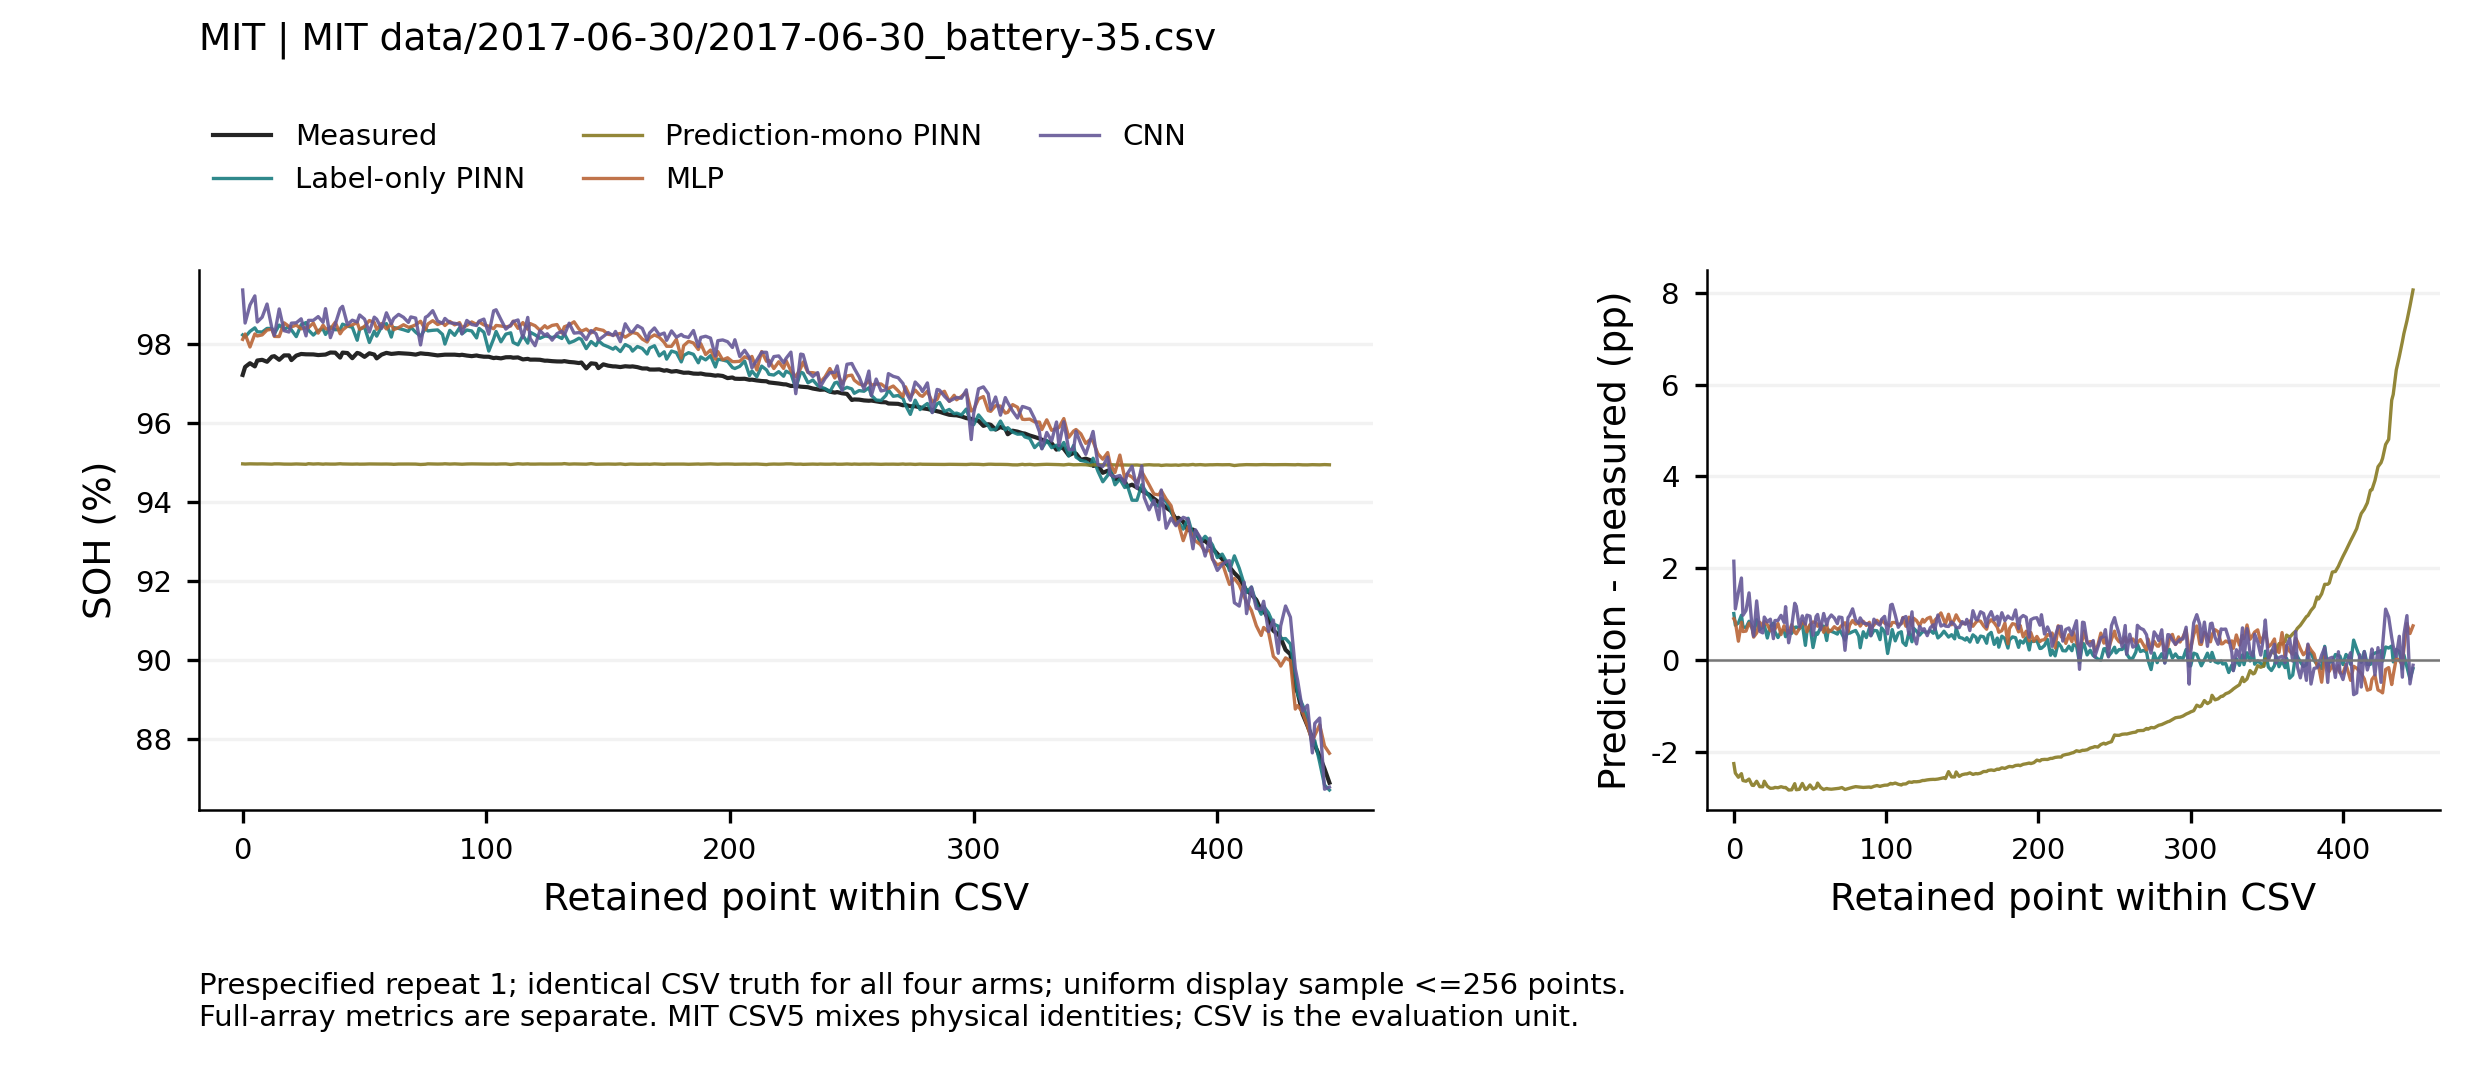 MIT | MIT data/2017-06-30/2017-06-30_battery-35.csv
Measured
Label-only PINN
Prediction-mono PINN
MLP
CNN
SOH (%)
98
96
94
92
90
88
0 100 200 300 400
Retained point within CSV
Prediction - measured (pp)
8
6
4
2
0
-2
0 100 200 300 400
Retained point within CSV
Prespecified repeat 1; identical CSV truth for all four arms; uniform display sample <=256 points.
Full-array metrics are separate. MIT CSV5 mixes physical identities; CSV is the evaluation unit.